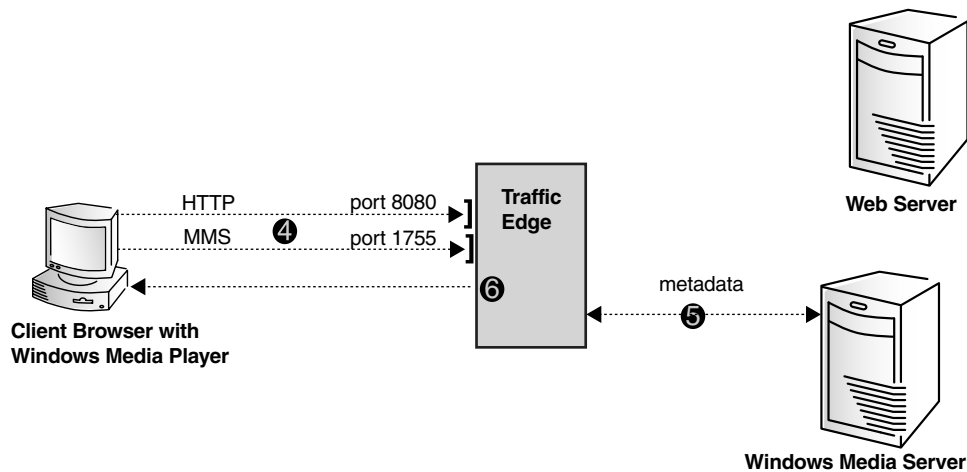 Web Server
Traffic
Edge
HTTP
port 8080
4
MMS
port 1755
6
metadata
5
Client Browser with
Windows Media Player
Windows Media Server